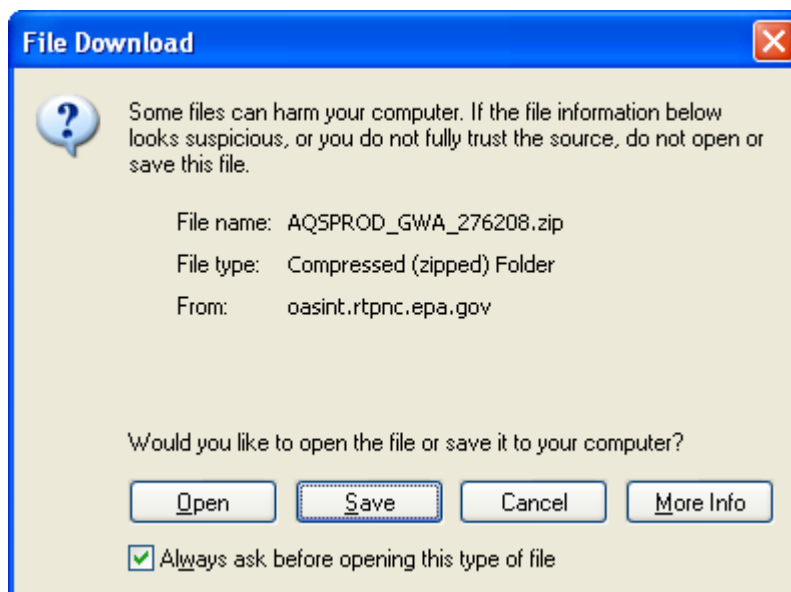 File Download
Some files can harm your computer. If the file information below
looks suspicious, or you do not fully trust the source, do not open or
save this file.
File name: AQSPROD_GWA_276208.zip
File type: Compressed (zipped) Folder
From: oasint.rtpnc.epa.gov
Would you like to open the file or save it to your computer?
Open Save Cancel More Info
Always ask before opening this type of file